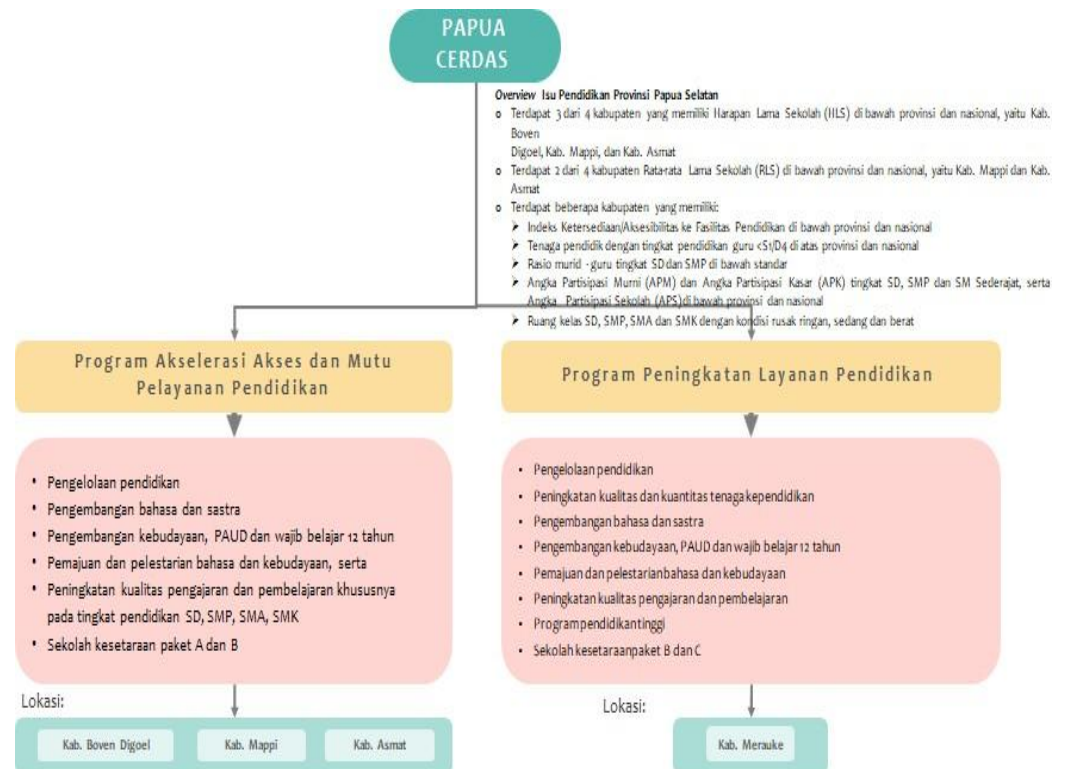 PAPUA
CERDAS
Overview Isu Pendidikan Provinsi Papua Selatan
o Terdapat 3 dari 4 kabupaten yang memiliki Harapan Lama Sekolah (HLS) di bawah provinsi dan nasional, yaitu Kab.
Boven
Digoel, Kab. Mappi, dan Kab. Asmat
o Terdapat 2 dari 4 kabupaten Rata-rata Lama Sekolah (RLS) di bawah provinsi dan nasional, yaitu Kab. Mappi dan Kab.
Asmat
o Terdapat beberapa kabupaten yang memiliki:
➤ Indeks Ketersediaan/Aksesibilitas ke Fasilitas Pendidikan di bawah provinsi dan nasional
➤ Tenaga pendidik dengan tingkat pendidikan guru <S1/D4 di atas provinsi dan nasional
➤ Rasio murid - guru tingkat SD dan SMP di bawah standar
➤ Angka Partisipasi Murni (APM) dan Angka Partisipasi Kasar (APK) tingkat SD, SMP dan SM Sederajat, serta
Angka Partisipasi Sekolah (APS) di bawah provinsi dan nasional
➤ Ruang kelas SD, SMP, SMA dan SMK dengan kondisi rusak ringan, sedang dan berat
Program Akselerasi Akses dan Mutu
Pelayanan Pendidikan
• Pengelolaan pendidikan
• Pengembangan bahasa dan sastra
• Pengembangan kebudayaan, PAUD dan wajib belajar 12 tahun
• Pemajuan dan pelestarian bahasa dan kebudayaan, serta
• Peningkatan kualitas pengajaran dan pembelajaran khususnya
pada tingkat pendidikan SD, SMP, SMA, SMK
• Sekolah kesetaraan paket A dan B
Lokasi:
Kab. Boven Digoel
Kab. Mappi
Kab. Asmat
Program Peningkatan Layanan Pendidikan
• Pengelolaan pendidikan
• Peningkatan kualitas dan kuantitas tenaga kependidikan
• Pengembangan bahasa dan sastra
• Pengembangan kebudayaan, PAUD dan wajib belajar 12 tahun
• Pemajuan dan pelestarian bahasa dan kebudayaan
• Peningkatan kualitas pengajaran dan pembelajaran
• Program pendidikan tinggi
• Sekolah kesetaraan paket B dan C
Lokasi:
Kab. Merauke